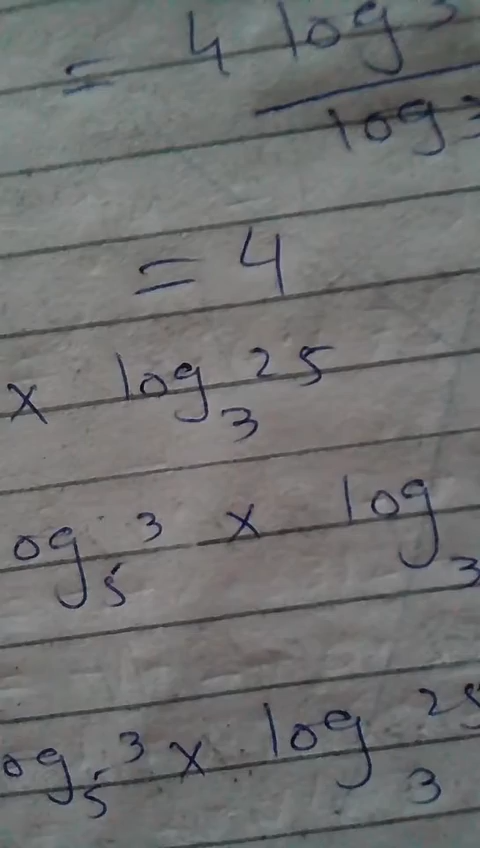 = 4 log 3
log 3
= 4
x log₃ 25
og₅ 3 x log₃
og₅ 3 x log₃ 25